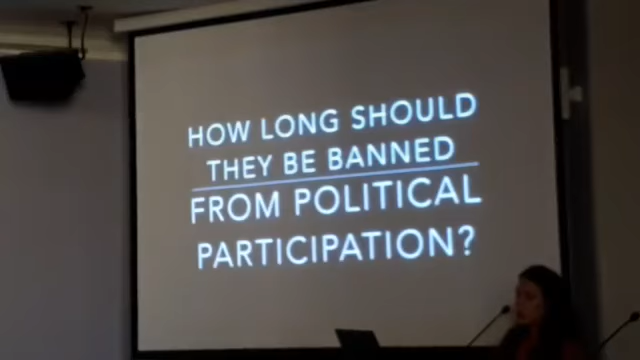 HOW LONG SHOULD
THEY BE BANNED
FROM POLITICAL
PARTICIPATION?